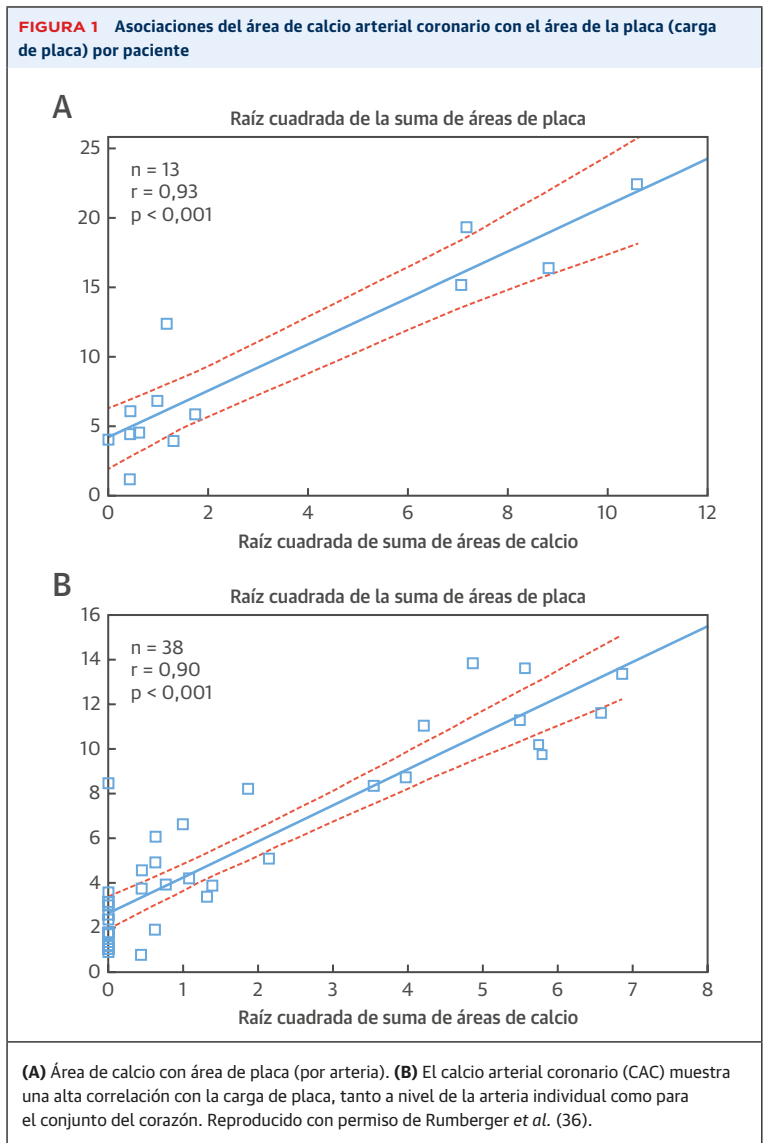 FIGURA 1 Asociaciones del área de calcio arterial coronario con el área de la placa (carga
de placa) por paciente
A
Raíz cuadrada de la suma de áreas de placa
25
20
15
10
5
0
n = 13
r = 0,93
p < 0,001
0 2 4 6 8 10 12
Raíz cuadrada de suma de áreas de calcio
B
Raíz cuadrada de la suma de áreas de placa
16
14
12
10
8
6
4
2
0
n = 38
r = 0,90
p < 0,001
0 1 2 3 4 5 6 7 8
Raíz cuadrada de suma de áreas de calcio
(A) Área de calcio con área de placa (por arteria). (B) El calcio arterial coronario (CAC) muestra
una alta correlación con la carga de placa, tanto a nivel de la arteria individual como para
el conjunto del corazón. Reproducido con permiso de Rumberger et al. (36).